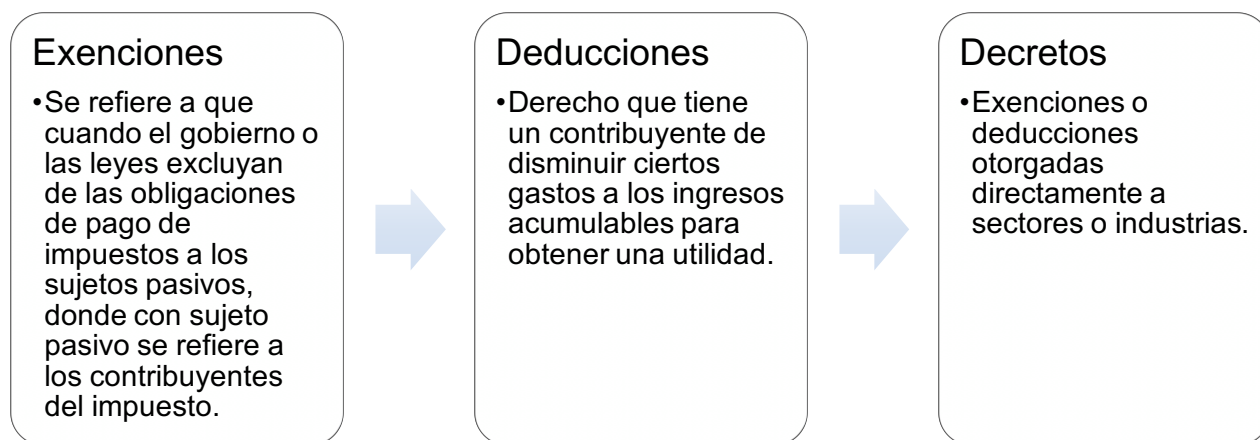 Exenciones
•Se refiere a que
cuando el gobierno o
las leyes excluyan
de las obligaciones
de pago de
impuestos a los
sujetos pasivos,
donde con sujeto
pasivo se refiere a
los contribuyentes
del impuesto.
Deducciones
•Derecho que tiene
un contribuyente de
disminuir ciertos
gastos a los ingresos
acumulables para
obtener una utilidad.
Decretos
•Exenciones o
deducciones
otorgadas
directamente a
sectores o industrias.